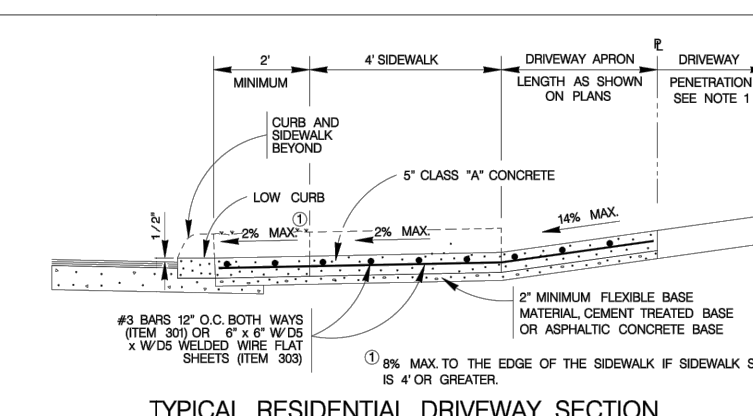 2'
MINIMUM
4' SIDEWALK
DRIVEWAY APRON
LENGTH AS SHOWN
ON PLANS
PL
DRIVEWAY
PENETRATION
SEE NOTE 1
CURB AND
SIDEWALK
BEYOND
LOW CURB
5" CLASS "A" CONCRETE
1/2"
2% MAX.
①
2% MAX.
14% MAX.
#3 BARS 12" O.C. BOTH WAYS
(ITEM 301) OR 6" x 6" W/D5
x W/D5 WELDED WIRE FLAT
SHEETS (ITEM 303)
2" MINIMUM FLEXIBLE BASE
MATERIAL, CEMENT TREATED BASE
OR ASPHALTIC CONCRETE BASE
① 8% MAX. TO THE EDGE OF THE SIDEWALK IF SIDEWALK S
IS 4' OR GREATER.
TYPICAL RESIDENTIAL DRIVEWAY SECTION